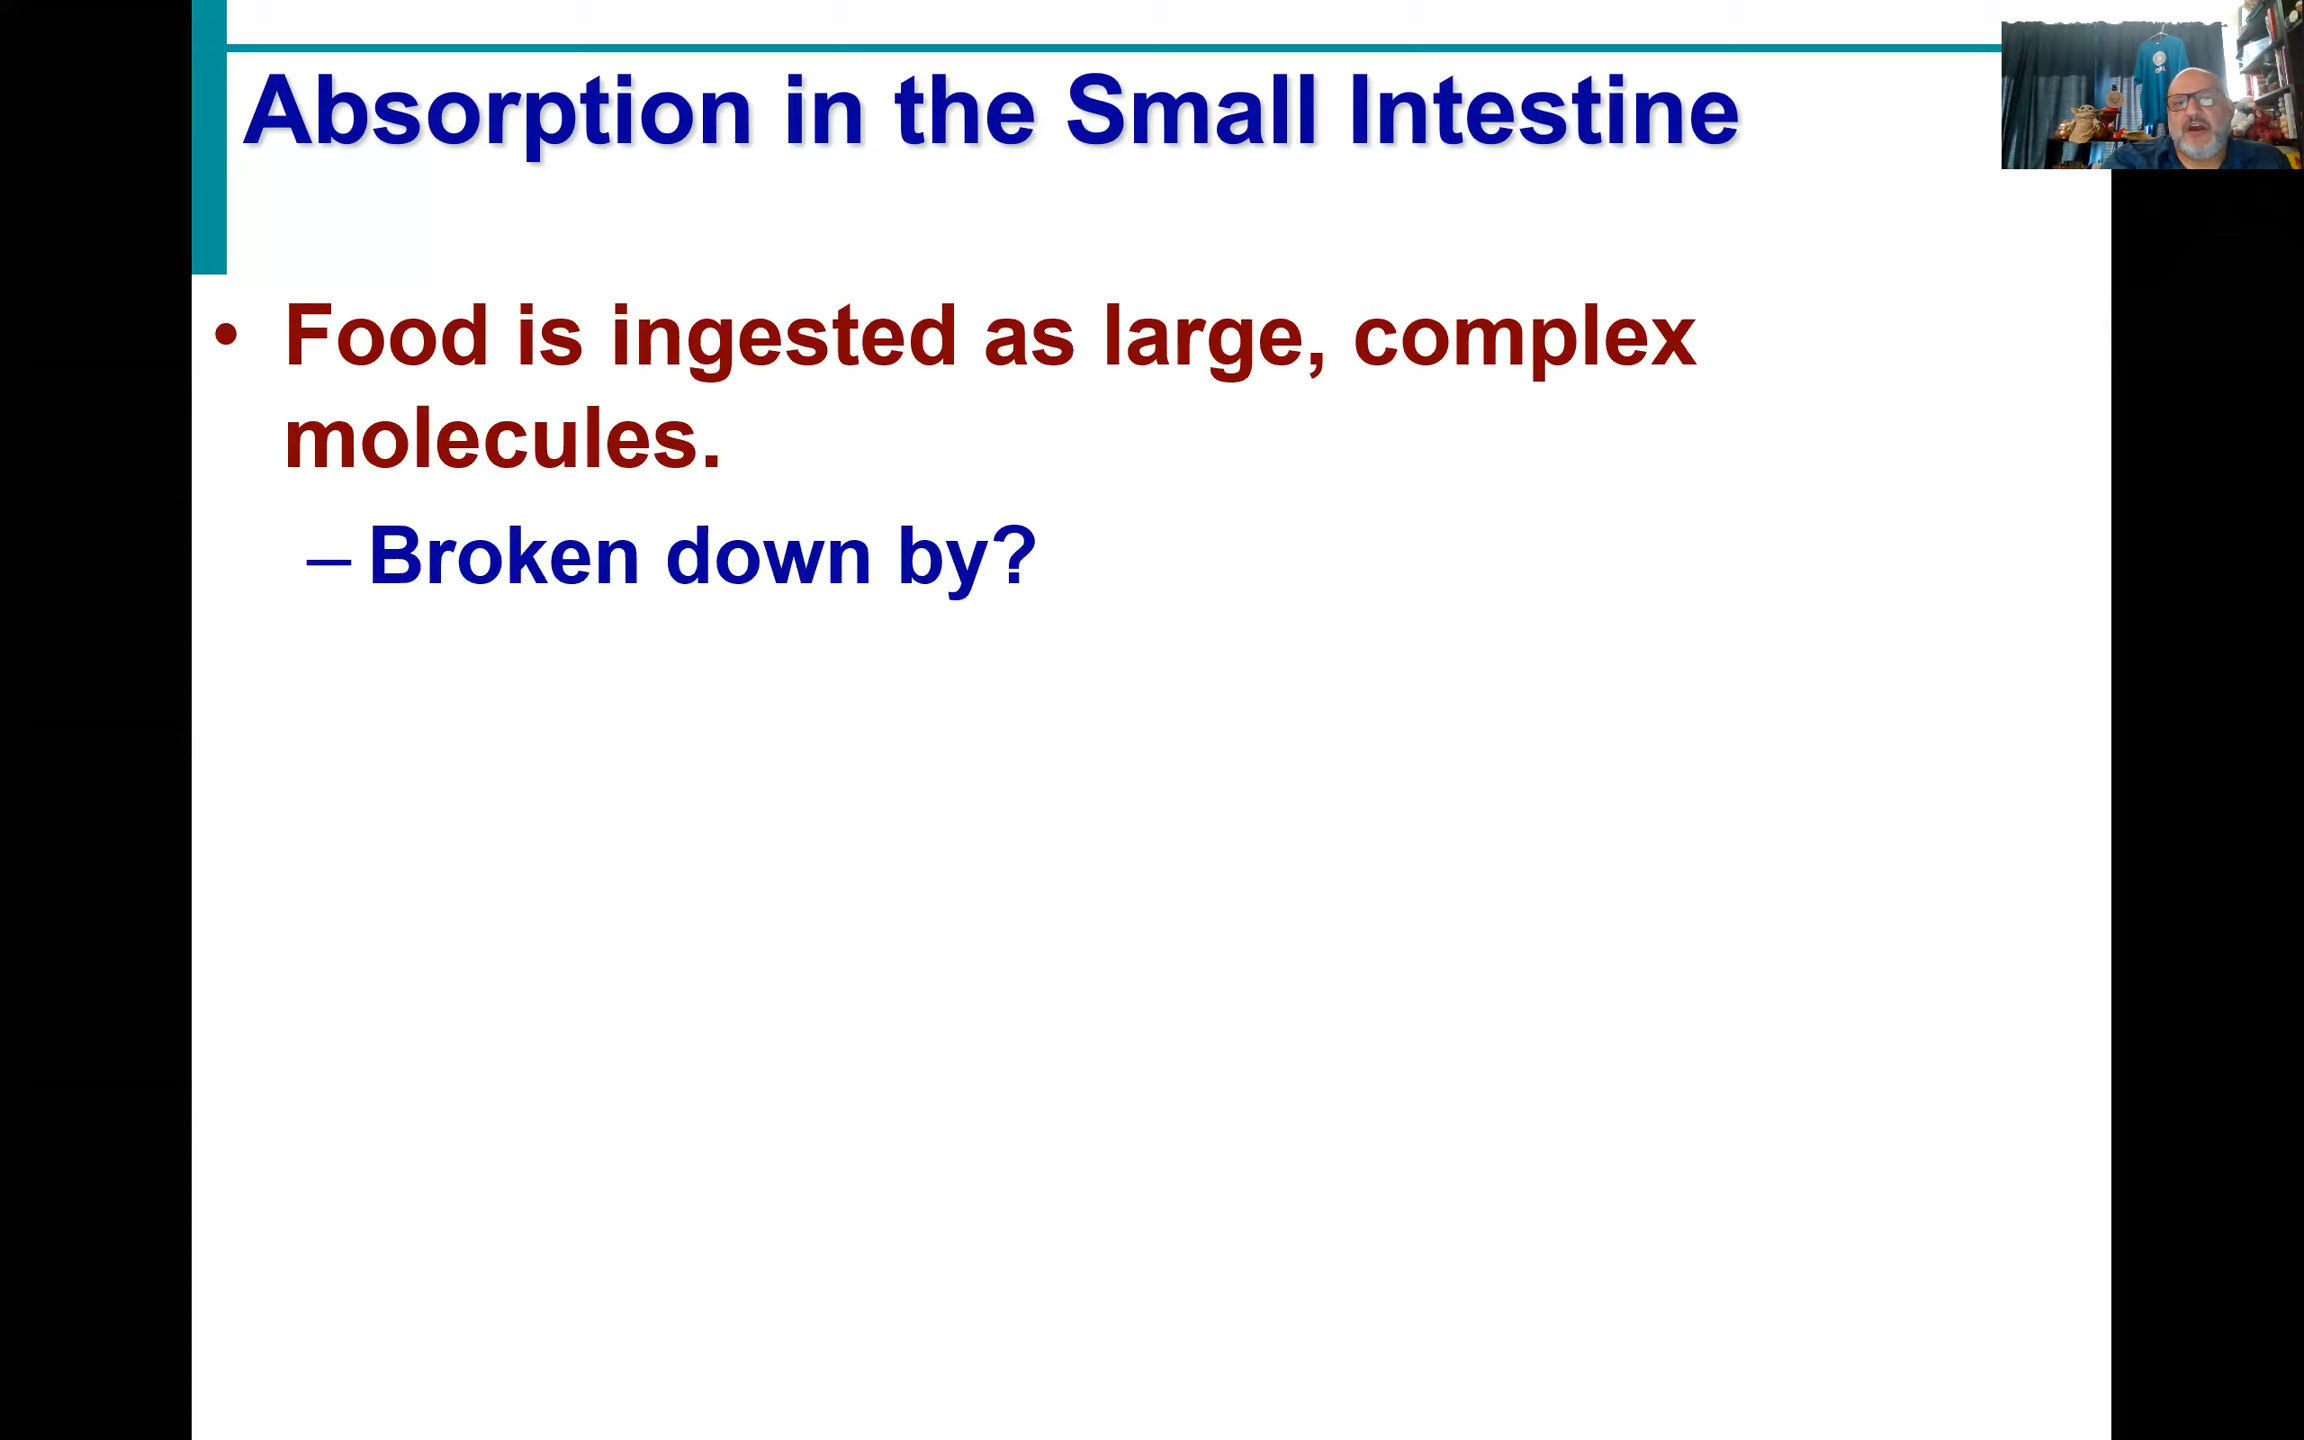 Absorption in the Small Intestine
• Food is ingested as large, complex
molecules.
– Broken down by?